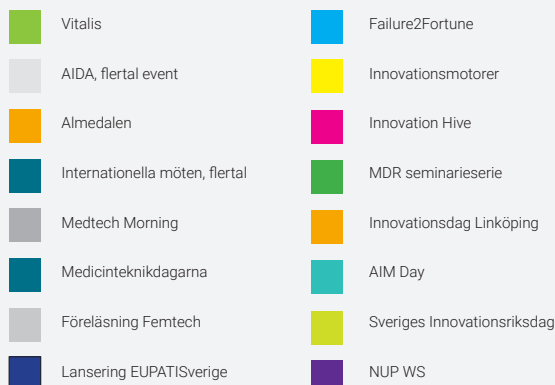 Vitalis
AIDA, flertal event
Almedalen
Internationella möten, flertal
Medtech Morning
Medicinteknikdagarna
Föreläsning Femtech
Lansering EUPATISverige
Failure2Fortune
Innovationsmotorer
Innovation Hive
MDR seminarieserie
Innovationsdag Linköping
AIM Day
Sveriges Innovationsriksdag
NUP WS